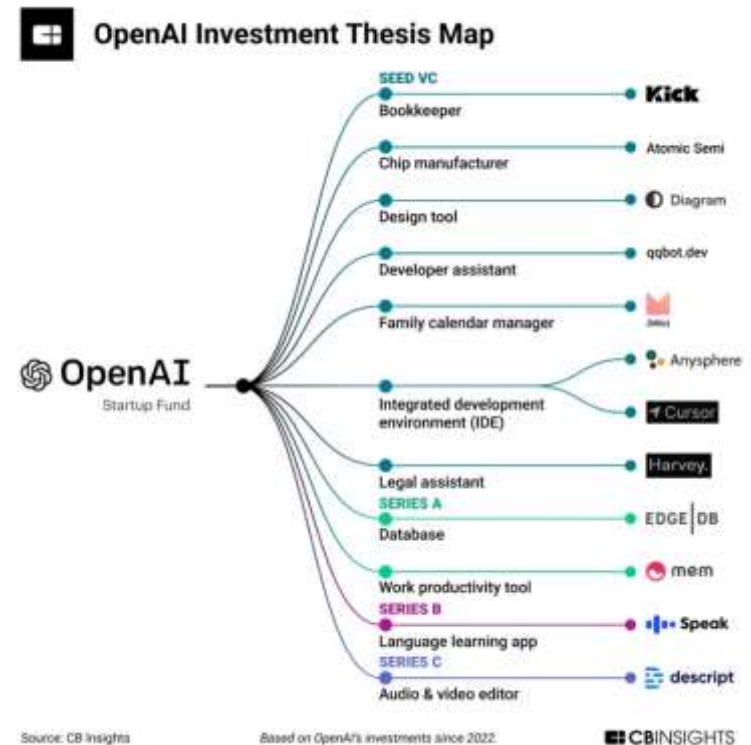 OpenAI Investment Thesis Map
SEED VC
Bookkeeper
Kick
Chip manufacturer
Atomic Semi
Design tool
Diagram
Developer assistant
qqbot.dev
Family calendar manager
OpenAI
Startup Fund
Integrated development
environment (IDE)
Anysphere
Cursor
Legal assistant
Harvey.
SERIES A
Database
EDGE|DB
Work productivity tool
mem
SERIES B
Language learning app
Speak
SERIES C
Audio & video editor
descript
Source: CB Insights
Based on OpenAI's investments since 2022.
CBINSIGHTS